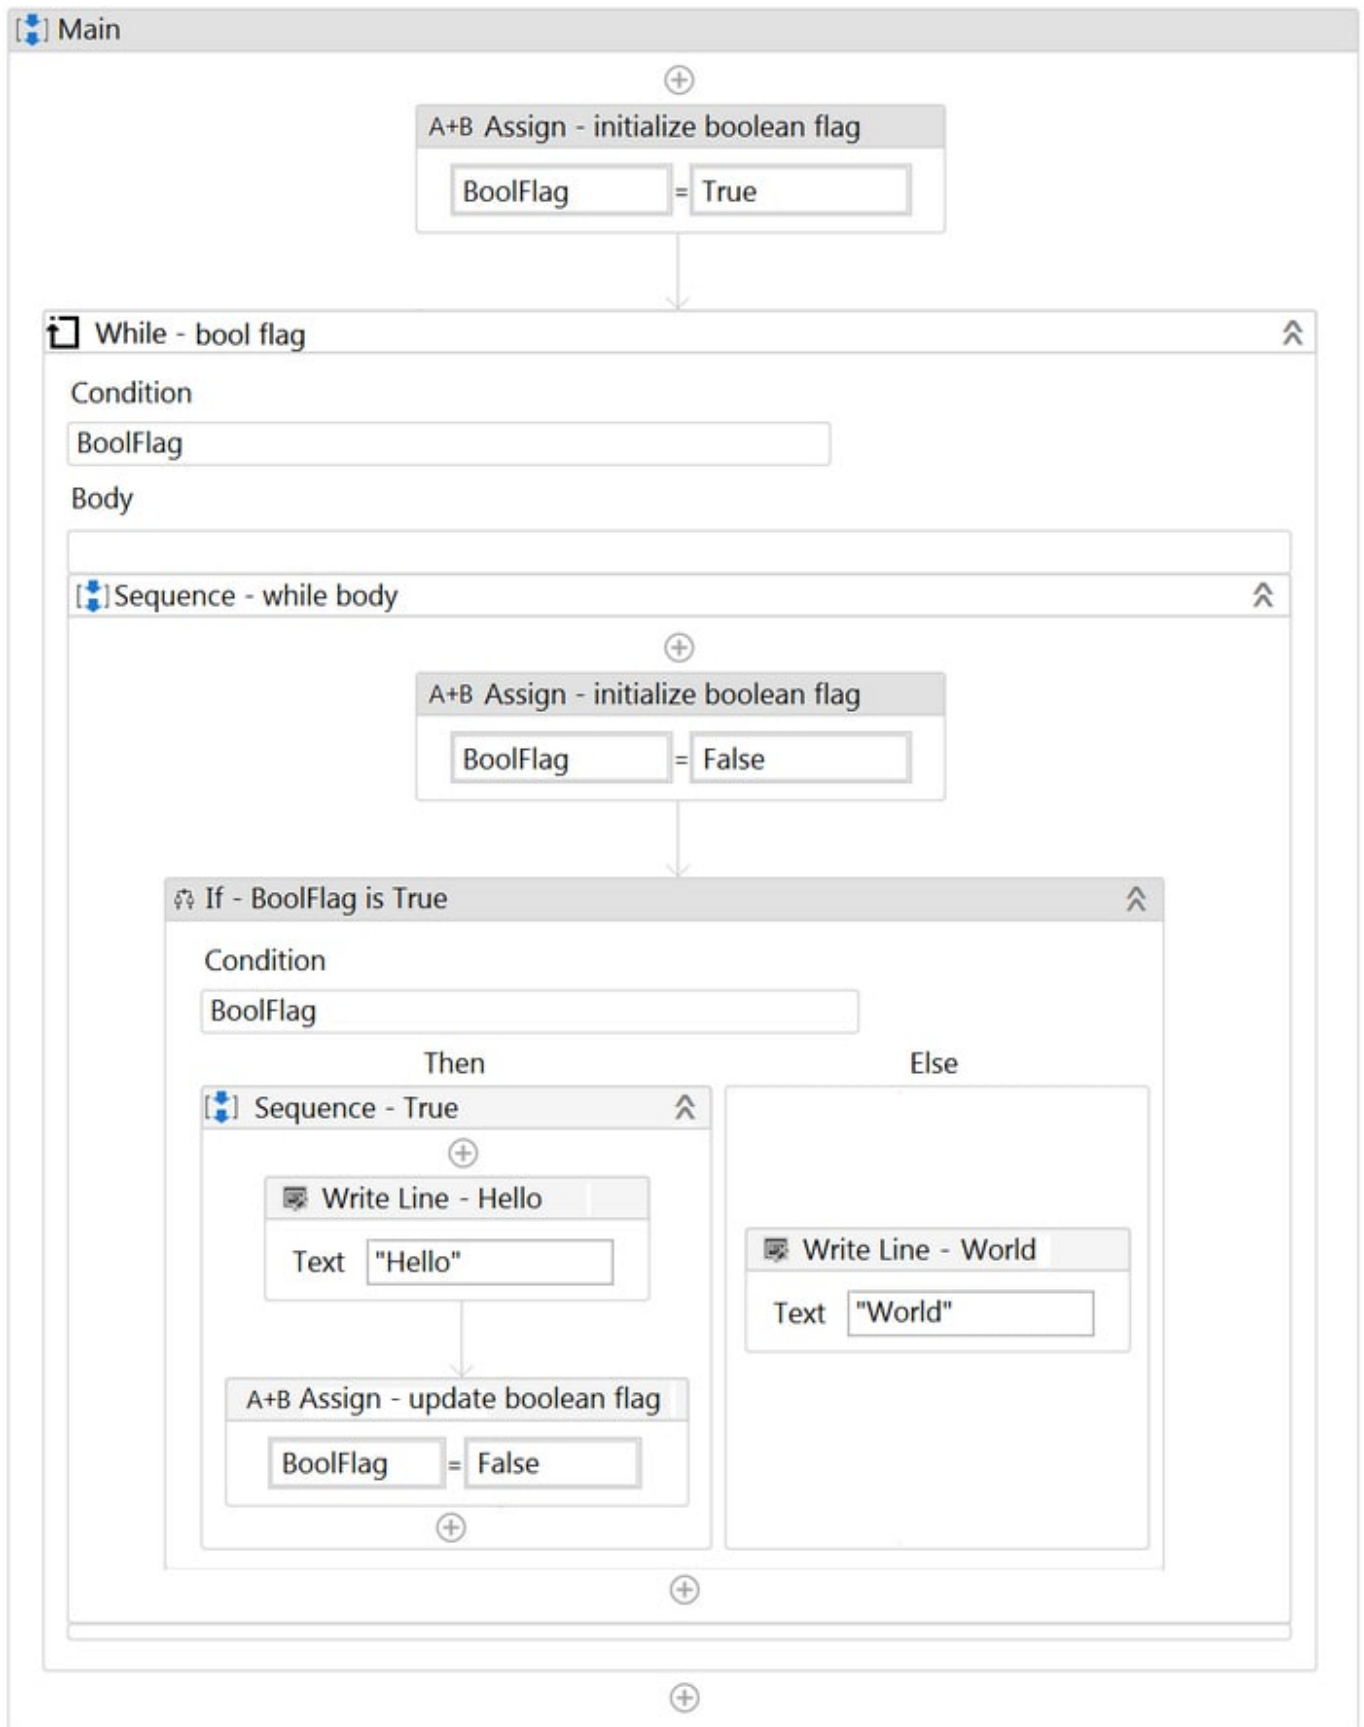 Main
A+B Assign - initialize boolean flag
BoolFlag = True
While - bool flag
Condition
BoolFlag
Body
Sequence - while body
A+B Assign - initialize boolean flag
BoolFlag = False
If - BoolFlag is True
Condition
BoolFlag
Then Else
Sequence - True
Write Line - Hello
Text "Hello"
A+B Assign - update boolean flag
BoolFlag = False
Write Line - World
Text "World"